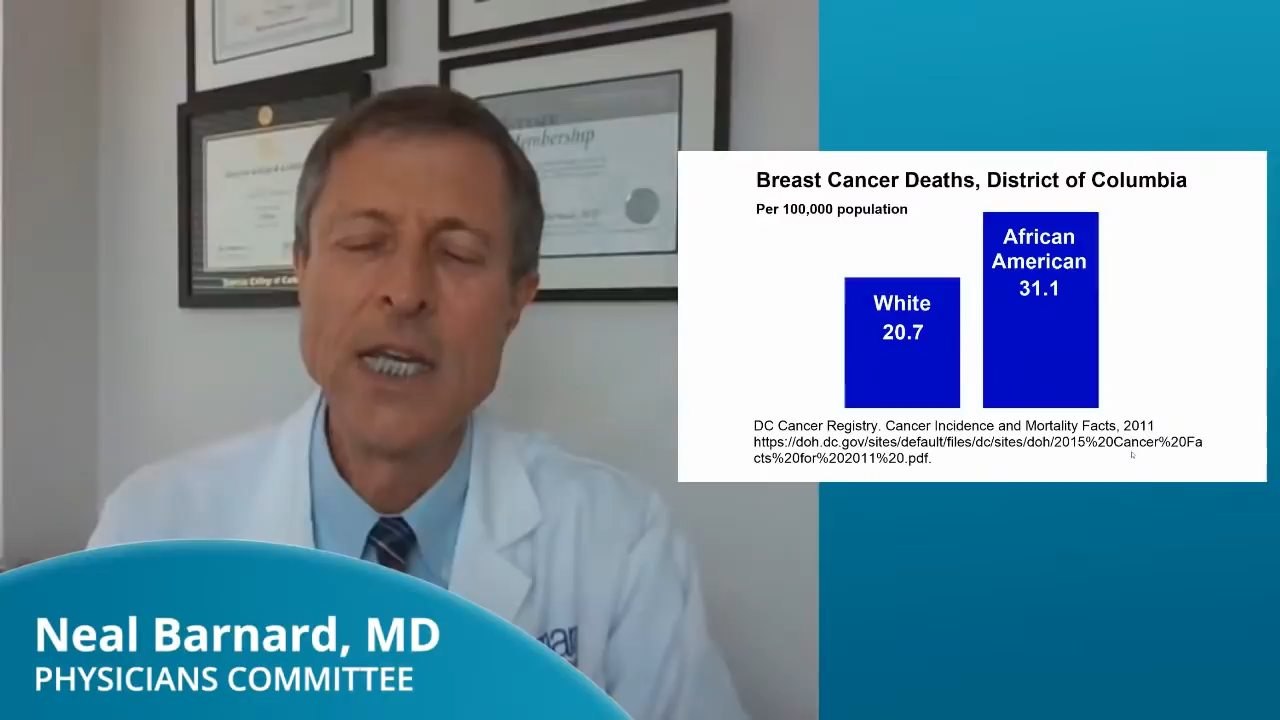 Membership
Breast Cancer Deaths, District of Columbia
Per 100,000 population
African
American
31.1
White
20.7
DC Cancer Registry. Cancer Incidence and Mortality Facts, 2011
https://doh.dc.gov/sites/default/files/dc/sites/doh/2015%20Cancer%20Fa
cts%20for%202011%20.pdf.
Neal Barnard, MD
PHYSICIANS COMMITTEE